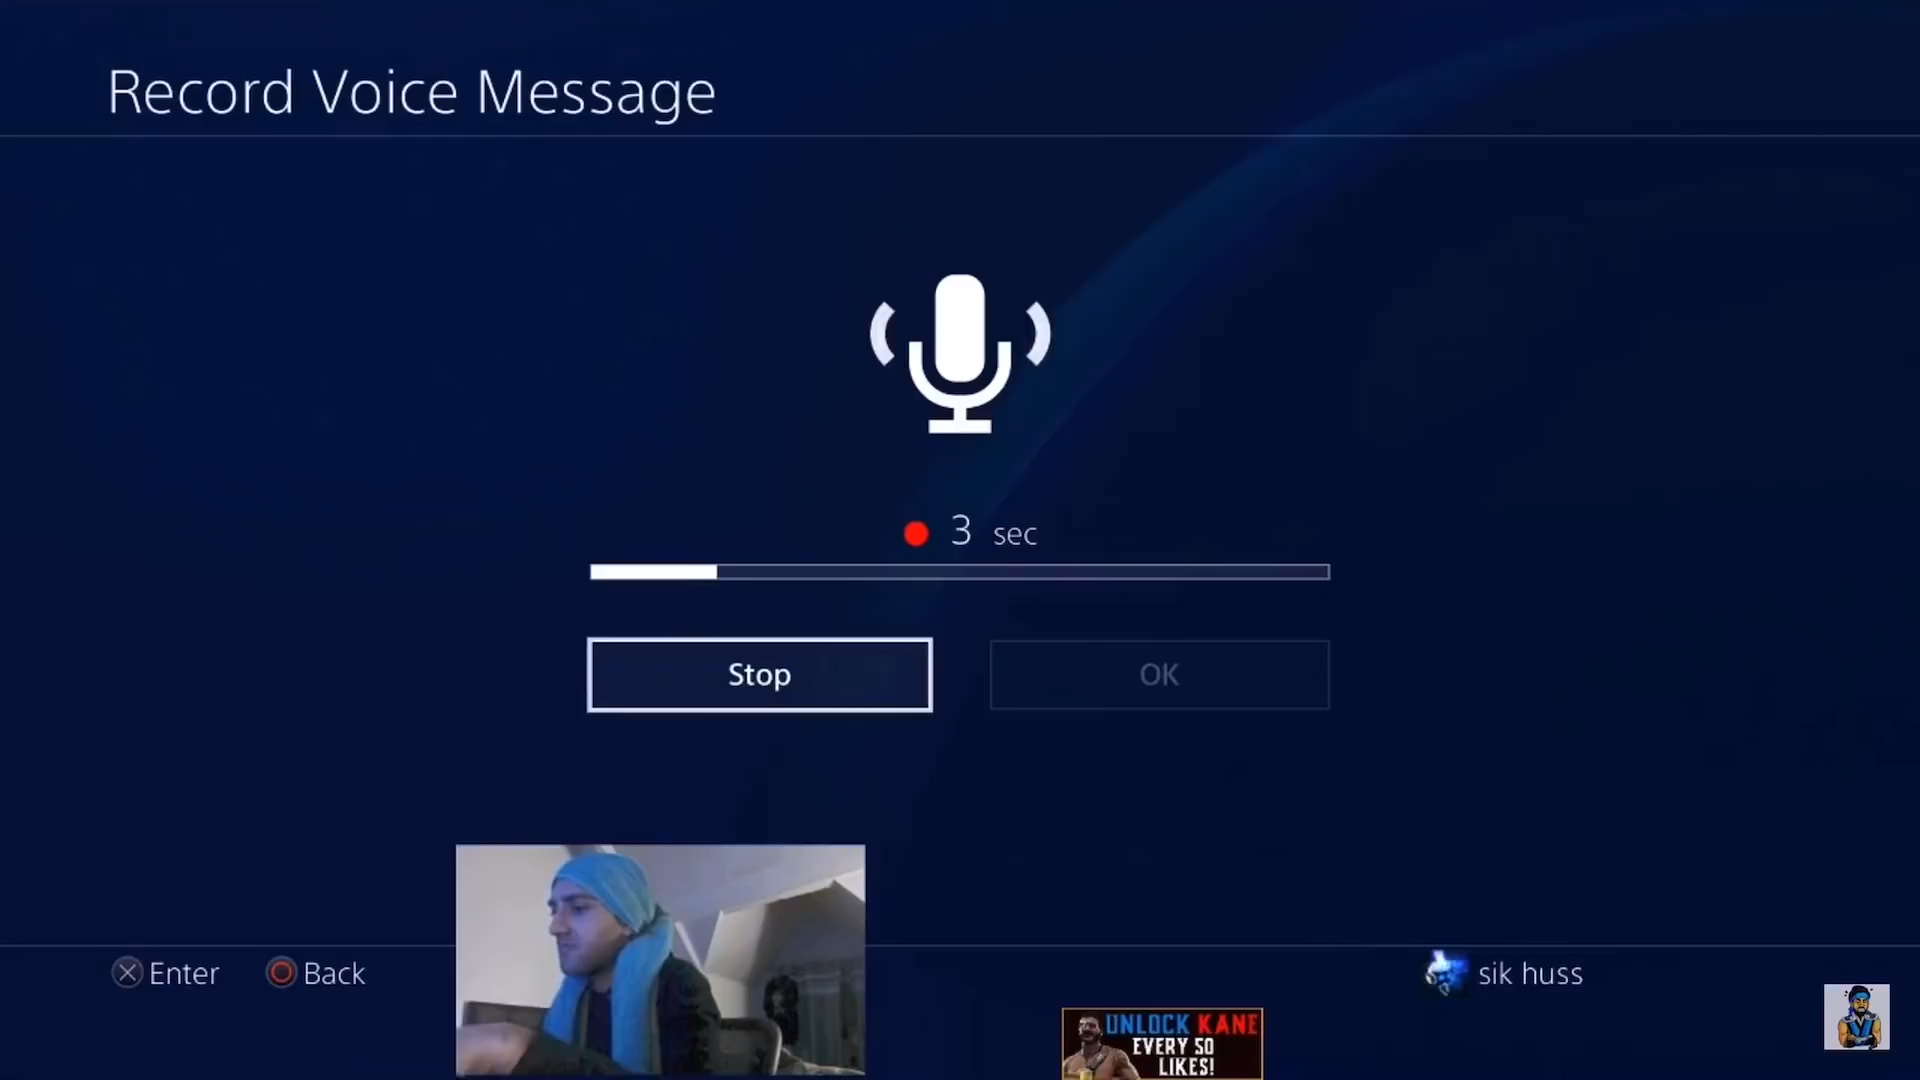 Record Voice Message
3 sec
Stop
OK
Enter
Back
sik huss
UNLOCK KANE
EVERY 50
LIKES!